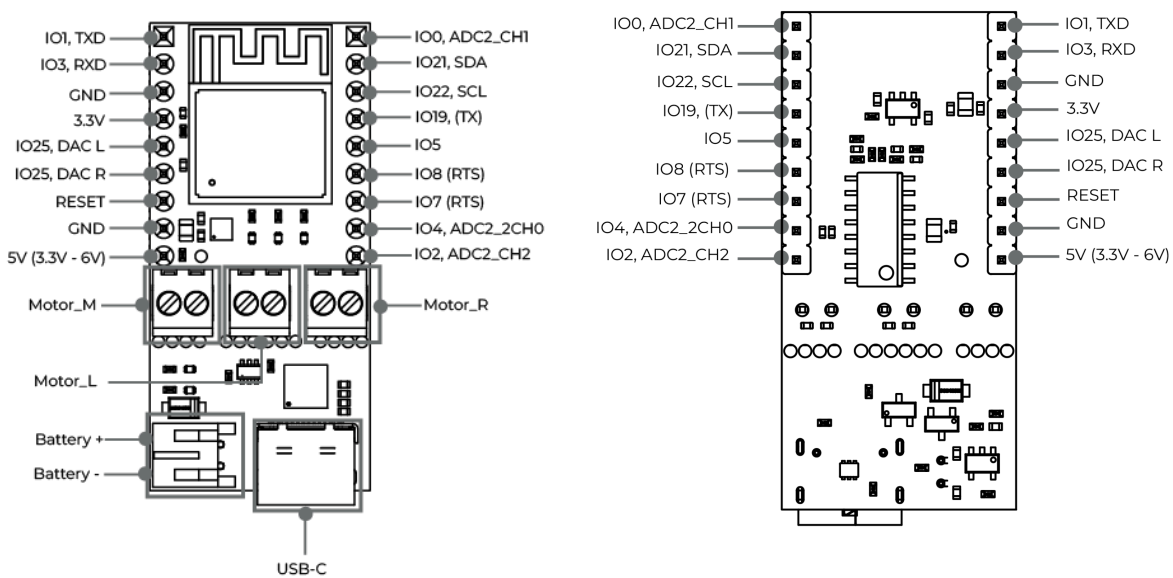 IO1, TXD
IO3, RXD
GND
3.3V
IO25, DAC L
IO25, DAC R
RESET
GND
5V (3.3V - 6V)
Motor_M
Motor_L
Battery +
Battery -
USB-C
IO0, ADC2_CH1
IO21, SDA
IO22, SCL
IO19, (TX)
IO5
IO8 (RTS)
IO7 (RTS)
IO4, ADC2_2CH0
IO2, ADC2_CH2
Motor_R
IO0, ADC2_CH1
IO21, SDA
IO22, SCL
IO19, (TX)
IO5
IO8 (RTS)
IO7 (RTS)
IO4, ADC2_2CH0
IO2, ADC2_CH2
IO1, TXD
IO3, RXD
GND
3.3V
IO25, DAC L
IO25, DAC R
RESET
GND
5V (3.3V - 6V)